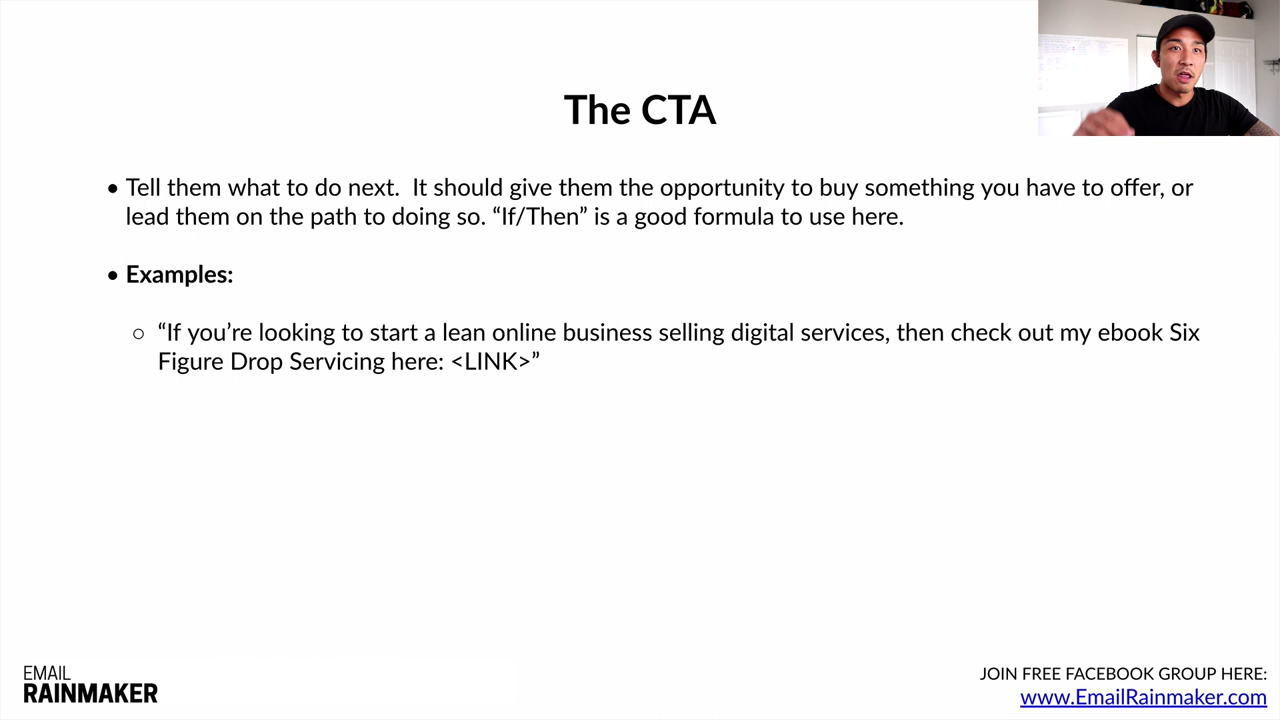 The CTA
• Tell them what to do next.  It should give them the opportunity to buy something you have to offer, or
lead them on the path to doing so. “If/Then” is a good formula to use here.
• Examples:
○ “If you’re looking to start a lean online business selling digital services, then check out my ebook Six
Figure Drop Servicing here: <LINK>”
EMAIL
RAINMAKER
JOIN FREE FACEBOOK GROUP HERE:
www.EmailRainmaker.com